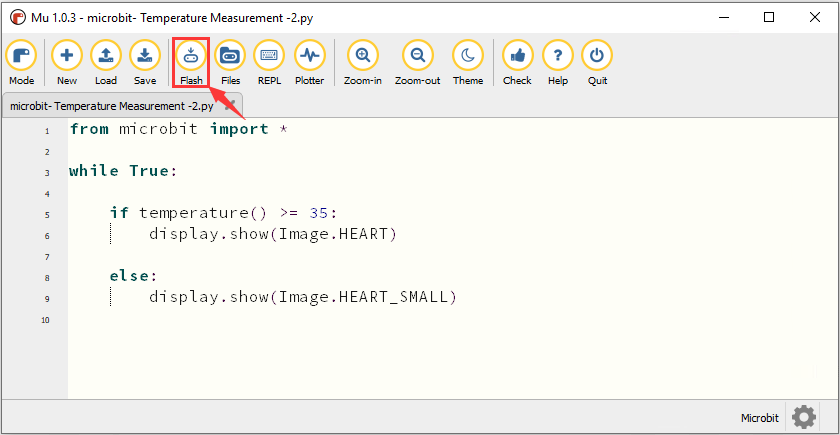 Mu 1.0.3 - microbit- Temperature Measurement -2.py
Mode New Load Save Flash Files REPL Plotter Zoom-in Zoom-out Theme Check Help Quit
microbit- Temperature Measurement -2.py
1 from microbit import *
2
3 while True:
4
5 if temperature() >= 35:
6 display.show(Image.HEART)
7
8 else:
9 display.show(Image.HEART_SMALL)
10
Microbit